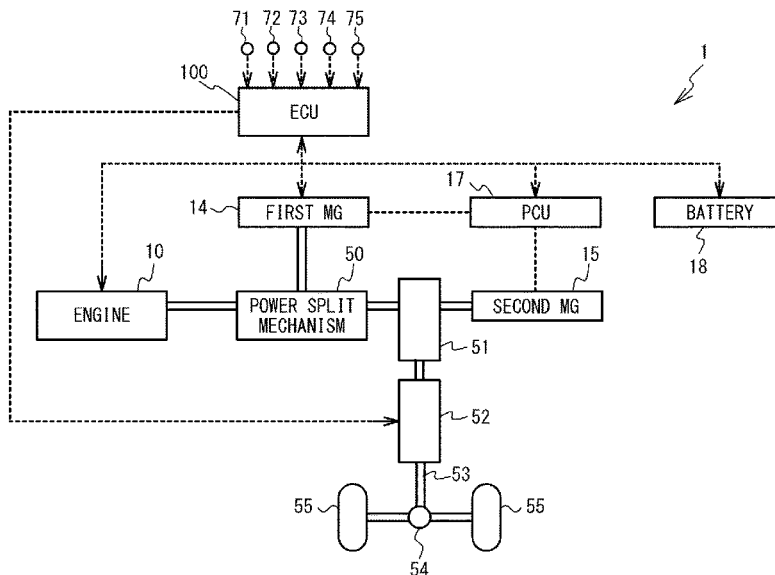 71 72 73 74 75
100
1
ECU
17
14
FIRST MG
PCU
BATTERY
18
10
50
15
ENGINE
POWER SPLIT
MECHANISM
SECOND MG
51
52
53
55
55
54